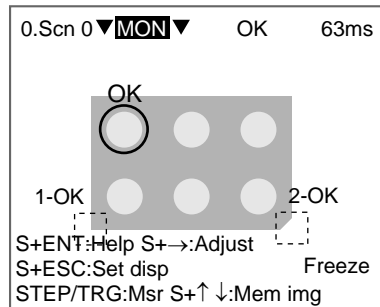 0.Scn 0▼MON▼ OK 63ms
OK
1-OK 2-OK
S+ENT:Help S+→:Adjust
S+ESC:Set disp Freeze
STEP/TRG:Msr S+↑↓:Mem img